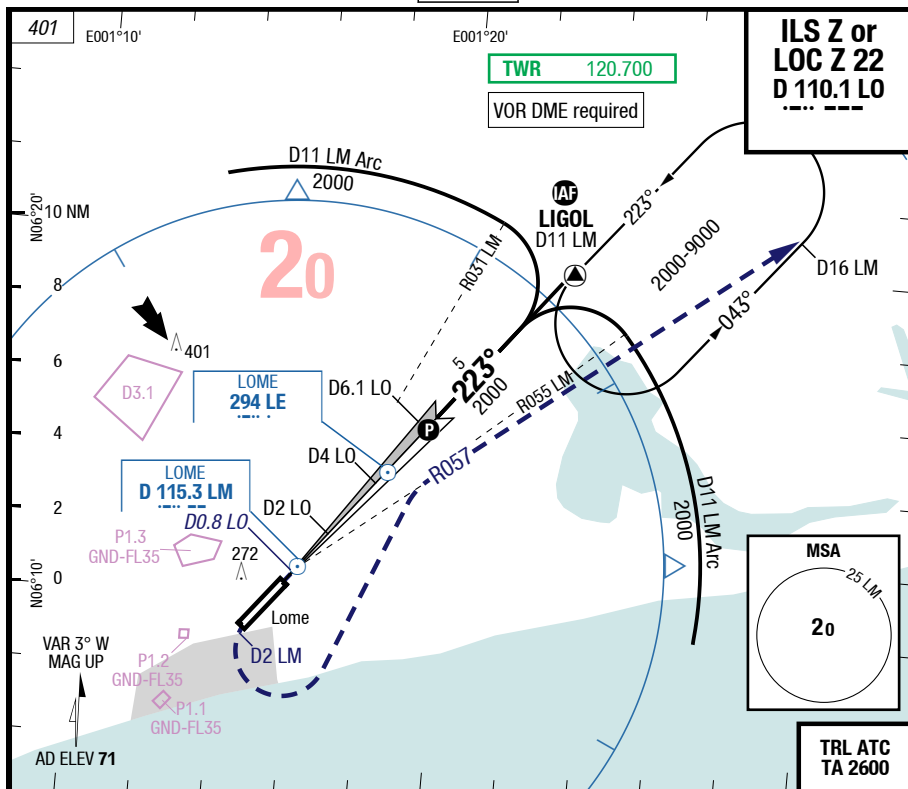 401
E001°10'
E001°20'
ILS Z or
LOC Z 22
D 110.1 LO
TWR 120.700
VOR DME required
D11 LM Arc
2000
IAF
LIGOL
D11 LM
223°
2000-9000
043°
D16 LM
N06°20'
10 NM
20
R031 LM
8
401
6
D3.1
LOME
294 LE
D6.1 LO
5
223°
2000
R055 LM
P
4
D4 LO
R057
LOME
D 115.3 LM
D2 LO
D0.8 LO
2
P1.3
GND-FL35
272
D11 LM Arc
2000
N06°10'
0
Lome
MSA
25 LM
20
VAR 3° W
MAG UP
D2 LM
P1.2
GND-FL35
P1.1
GND-FL35
AD ELEV 71
TRL ATC
TA 2600